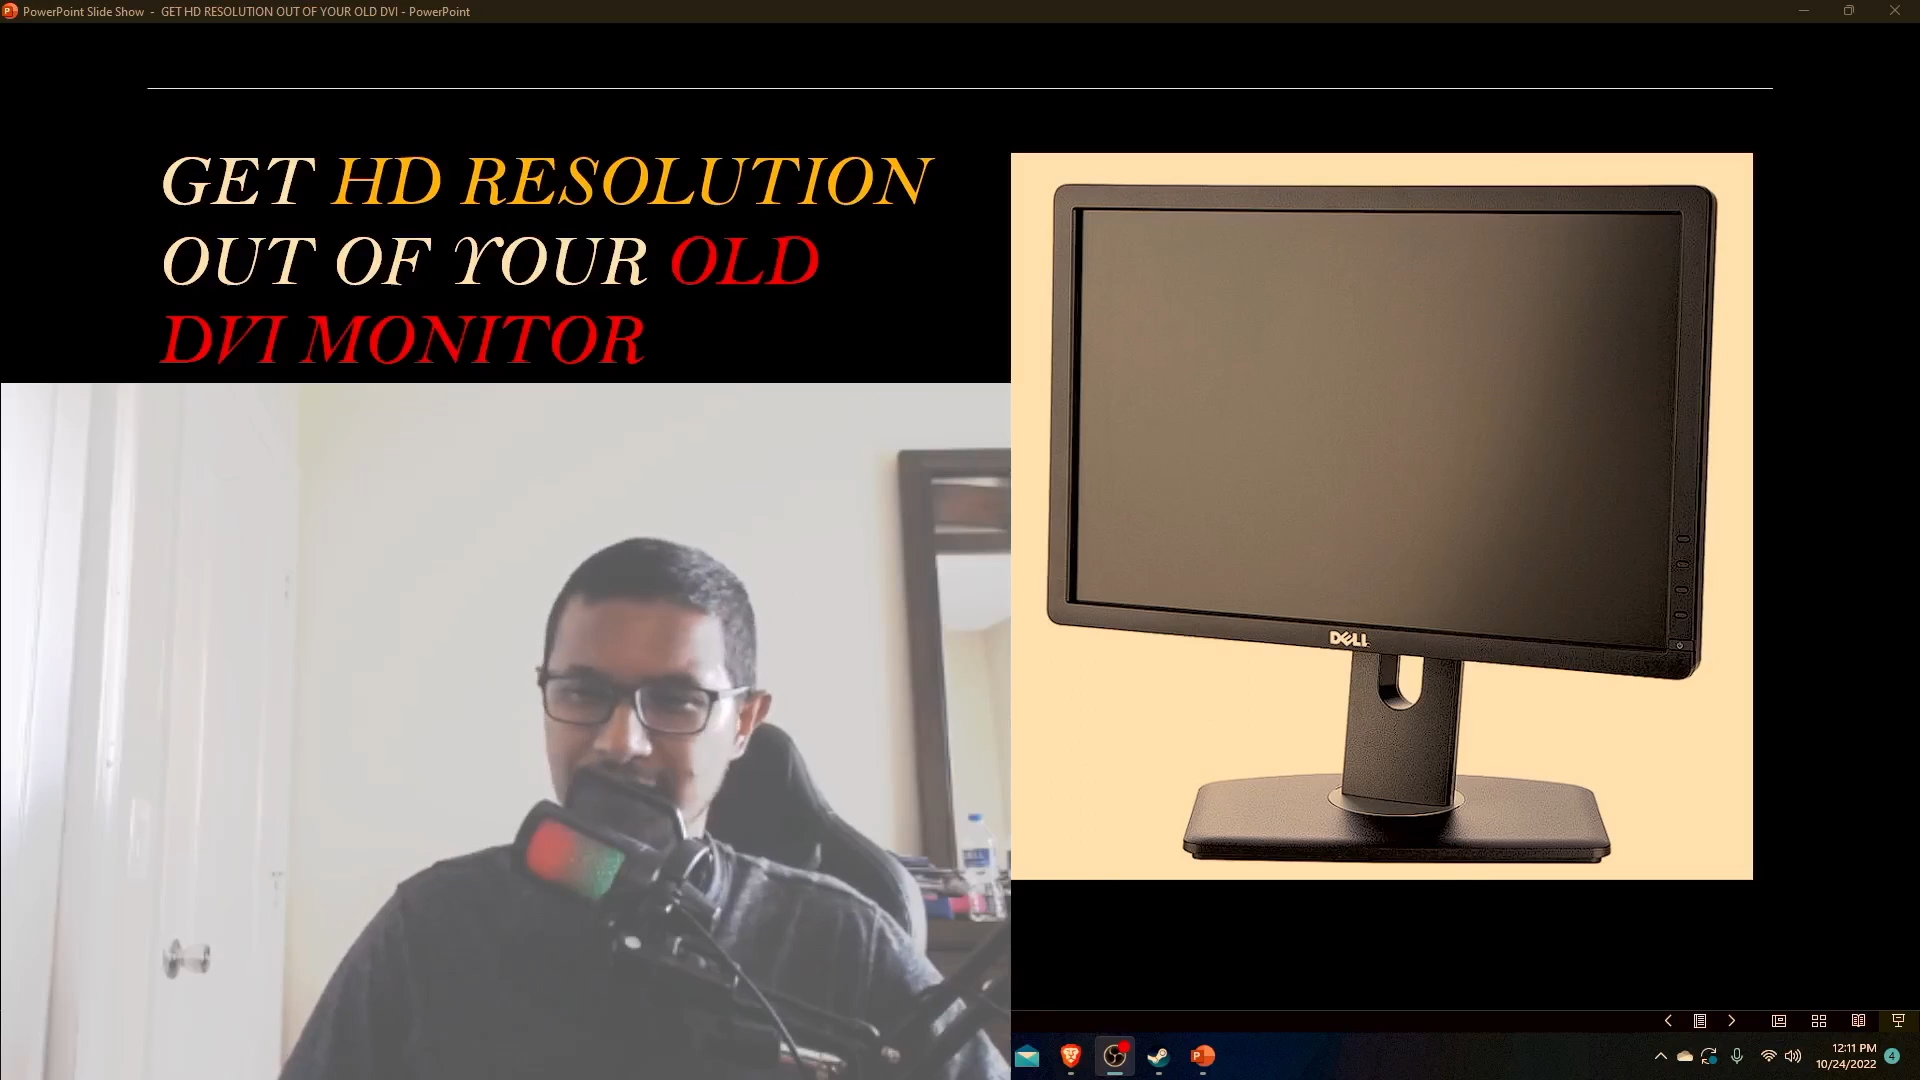 PowerPoint Slide Show - GET HD RESOLUTION OUT OF YOUR OLD DVI - PowerPoint
GET HD RESOLUTION
OUT OF YOUR OLD
DVI MONITOR
DELL
12:11 PM
10/24/2022
4